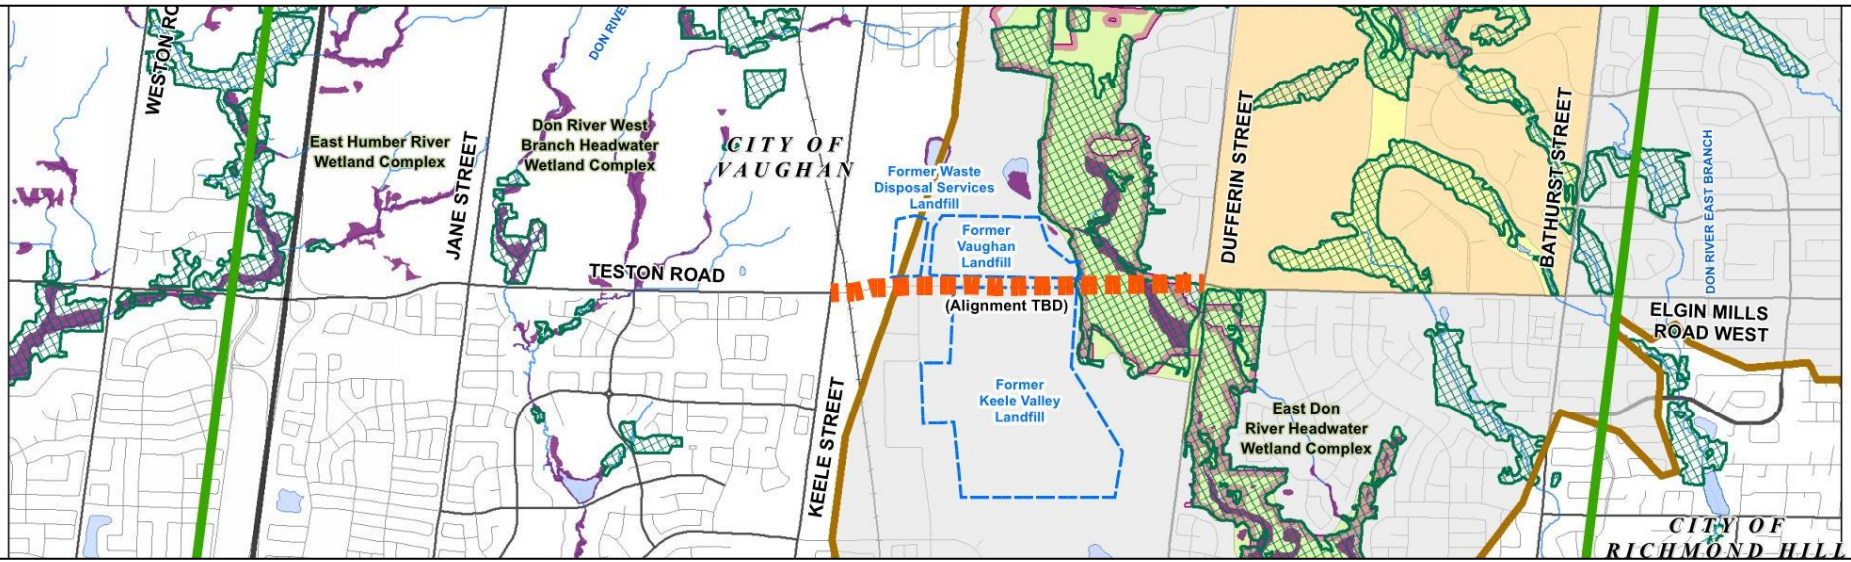 WESTON RO
DON RIVER
East Humber River
Wetland Complex
JANE STREET
Don River West
Branch Headwater
Wetland Complex
CITY OF
VAUGHAN
Former Waste
Disposal Services
Landfill
Former
Vaughan
Landfill
DUFFERIN STREET
BATHURST STREET
DON RIVER EAST BRANCH
TESTON ROAD
(Alignment TBD)
ELGIN MILLS
ROAD WEST
KEELE STREET
Former
Keele Valley
Landfill
East Don
River Headwater
Wetland Complex
CITY OF
RICHMOND HILL